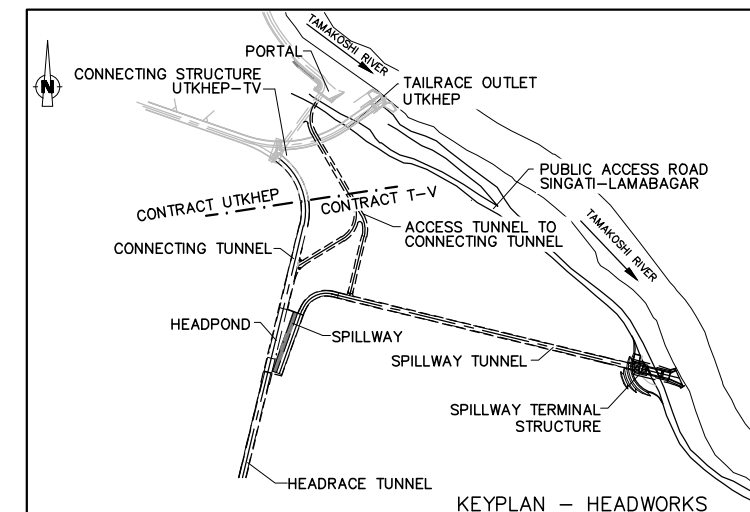 TAMAKOSHI RIVER
PORTAL
CONNECTING STRUCTURE
UTKHEP-TV
TAILRACE OUTLET
UTKHEP
N
PUBLIC ACCESS ROAD
SINGATI-LAMABAGAR
CONTRACT UTKHEP
CONTRACT T-V
TAMAKOSHI RIVER
ACCESS TUNNEL TO
CONNECTING TUNNEL
CONNECTING TUNNEL
HEADPOND
SPILLWAY
SPILLWAY TUNNEL
SPILLWAY TERMINAL
STRUCTURE
HEADRACE TUNNEL
KEYPLAN – HEADWORKS